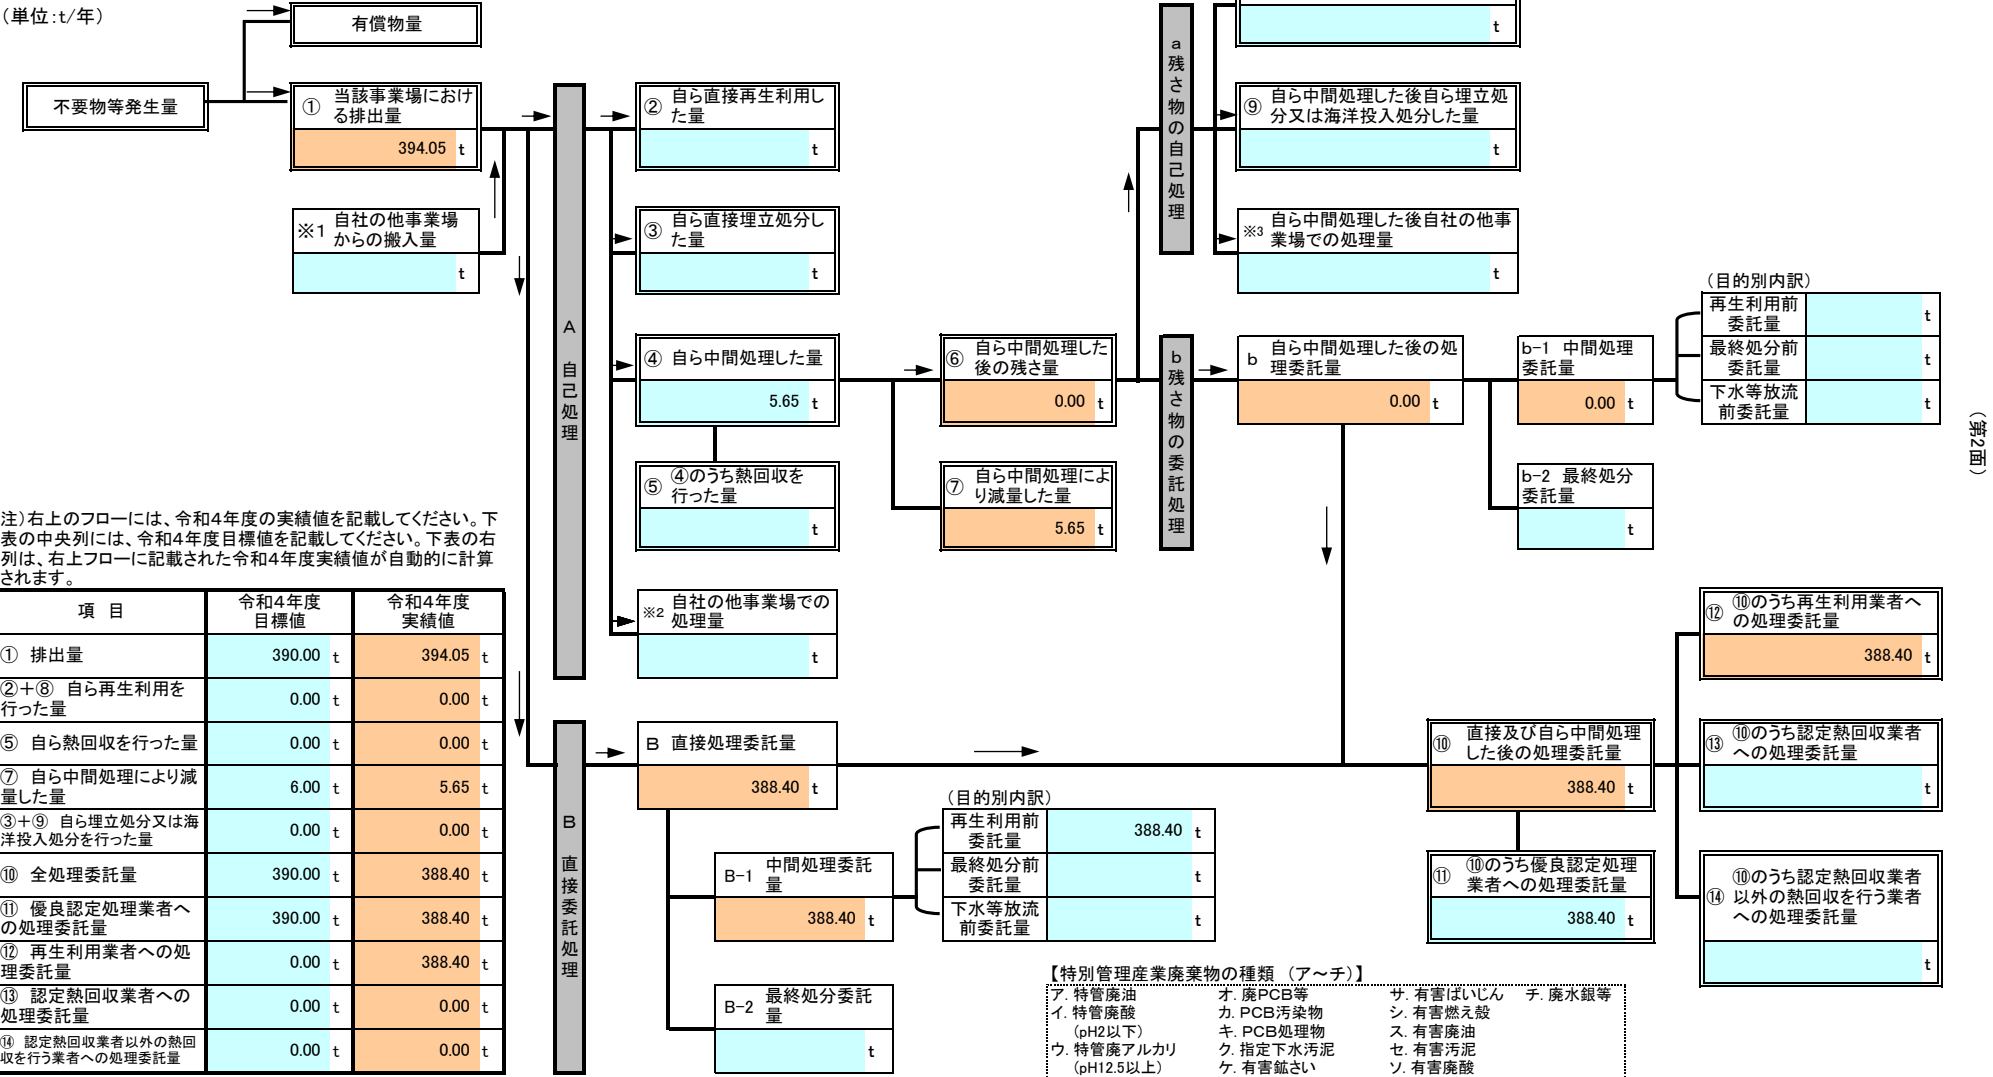 (単位:t/年)
有償物量
不要物等発生量
① 当該事業場におけ
る排出量
394.05 t
※1 自社の他事業場
からの搬入量
t
A 自己処理
② 自ら直接再生利用し
た量
t
③ 自ら直接埋立処分し
た量
t
④ 自ら中間処理した量
5.65 t
⑤ ④のうち熱回収を
行った量
t
※2 自社の他事業場での
処理量
t
⑥ 自ら中間処理した
後の残さ量
0.00 t
⑦ 自ら中間処理によ
り減量した量
5.65 t
a残さ物の自己処理
t
⑨ 自ら中間処理した後自ら埋立処
分又は海洋投入処分した量
t
※3 自ら中間処理した後自社の他事
業場での処理量
t
b残さ物の委託処理
b 自ら中間処理した後の処
理委託量
0.00 t
b-1 中間処理
委託量
0.00 t
b-2 最終処分
委託量
t
(目的別内訳)
再生利用前
委託量 t
最終処分前
委託量 t
下水等放流
前委託量 t
(第2面)
注)右上のフローには、令和4年度の実績値を記載してください。下
表の中央列には、令和4年度目標値を記載してください。下表の右
列は、右上フローに記載された令和4年度実績値が自動的に計算
されます。
項 目 令和4年度
目標値 令和4年度
実績値
① 排出量 390.00 t 394.05 t
②+⑧ 自ら再生利用を
行った量 0.00 t 0.00 t
⑤ 自ら熱回収を行った量 0.00 t 0.00 t
⑦ 自ら中間処理により減
量した量 6.00 t 5.65 t
③+⑨ 自ら埋立処分又は海
洋投入処分を行った量 0.00 t 0.00 t
⑩ 全処理委託量 390.00 t 388.40 t
⑪ 優良認定処理業者へ
の処理委託量 390.00 t 388.40 t
⑫ 再生利用業者への処
理委託量 0.00 t 388.40 t
⑬ 認定熱回収業者への
処理委託量 0.00 t 0.00 t
⑭ 認定熱回収業者以外の熱回
収を行う業者への処理委託量 0.00 t 0.00 t
B 直接委託処理
B 直接処理委託量
388.40 t
B-1 中間処理委託
量
388.40 t
B-2 最終処分委託
量
t
(目的別内訳)
再生利用前
委託量 388.40 t
最終処分前
委託量 t
下水等放流
前委託量 t
⑩ 直接及び自ら中間処理
した後の処理委託量
388.40 t
⑪ ⑩のうち優良認定処理
業者への処理委託量
388.40 t
⑫ ⑩のうち再生利用業者へ
の処理委託量
388.40 t
⑬ ⑩のうち認定熱回収業者
への処理委託量
t
⑭ ⑩のうち認定熱回収業者
以外の熱回収を行う業者
への処理委託量
t
【特別管理産業廃棄物の種類 (ア~チ)】
ア. 特管廃油 オ. 廃PCB等 サ. 有害ばいじん チ. 廃水銀等
イ. 特管廃酸 カ. PCB汚染物 シ. 有害燃え殻
(pH2以下) キ. PCB処理物 ス. 有害廃油
ウ. 特管廃アルカリ ク. 指定下水汚泥 セ. 有害汚泥
(pH12.5以上) ケ. 有害鉱さい ソ. 有害廃酸